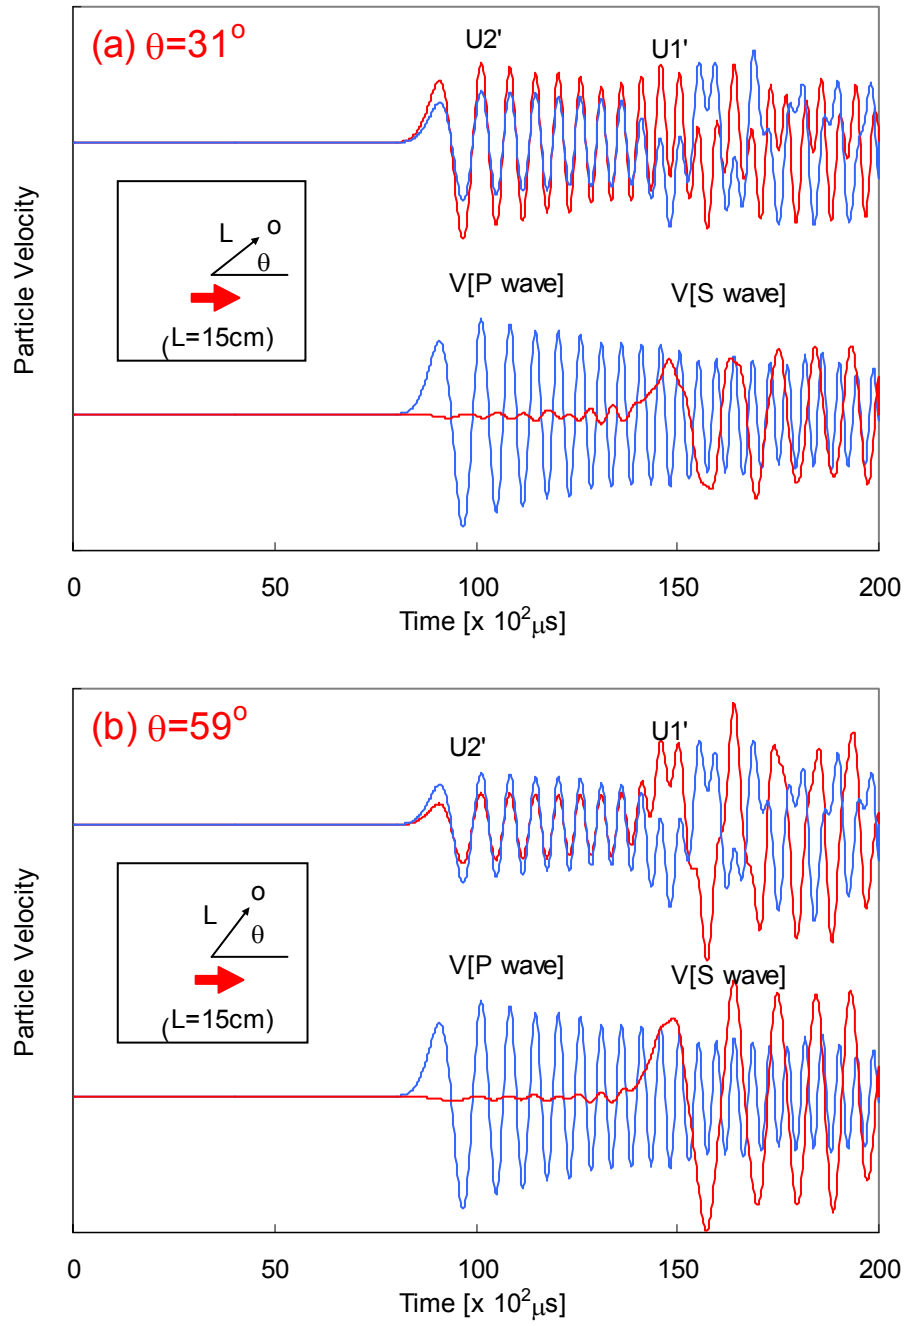 (a) θ=31°
U2'
U1'
Particle Velocity
L
o
θ
(L=15cm)
V[P wave]
V[S wave]
0
50
100
150
200
Time [x 10²μs]
(b) θ=59°
U2'
U1'
Particle Velocity
L
o
θ
(L=15cm)
V[P wave]
V[S wave]
0
50
100
150
200
Time [x 10²μs]